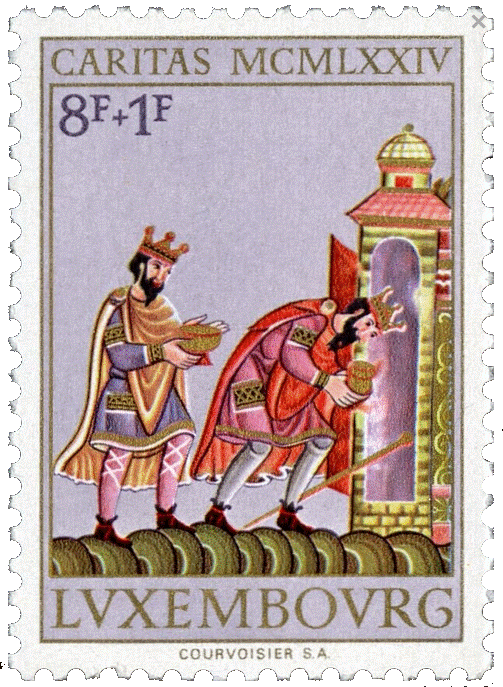 CARITAS MCMLXXIV
8F+1F
LVXEMBOVRG
COURVOISIER S.A.